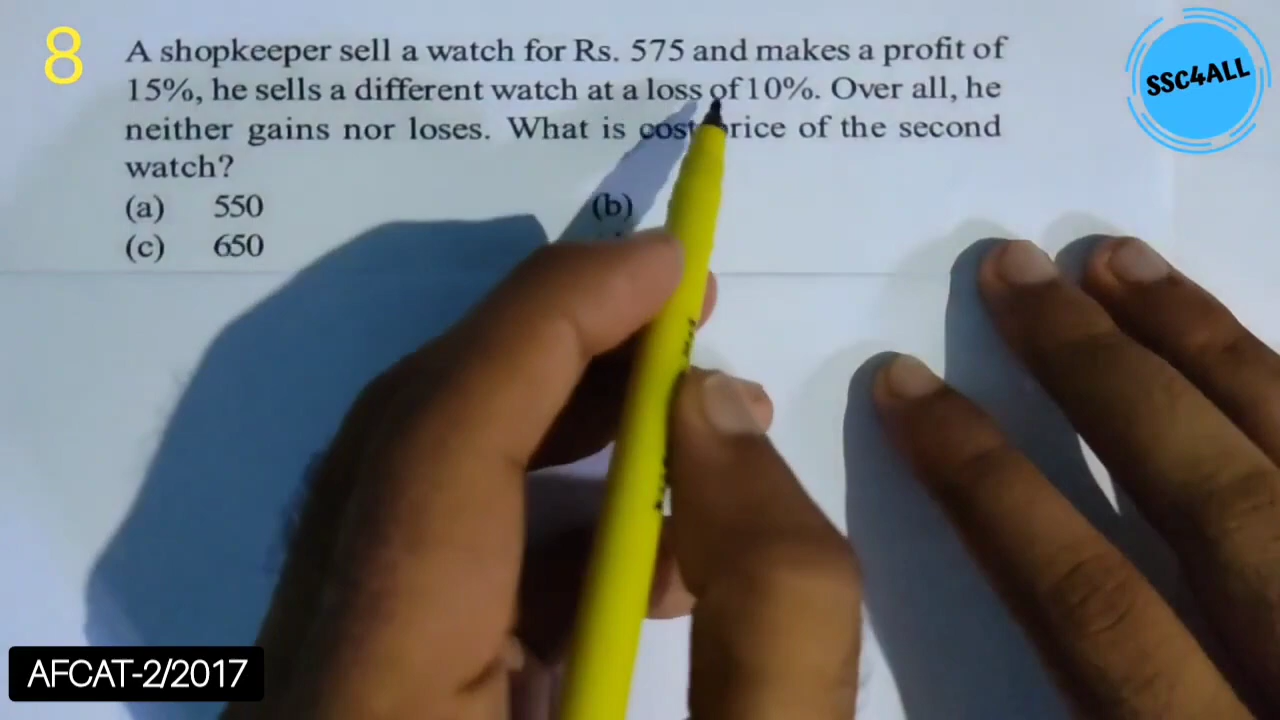 8
A shopkeeper sell a watch for Rs. 575 and makes a profit of
15%, he sells a different watch at a loss of 10%. Over all, he
neither gains nor loses. What is of the second
watch?
(a) 550 (b)
(c) 650
SSC4ALL
AFCAT-2/2017